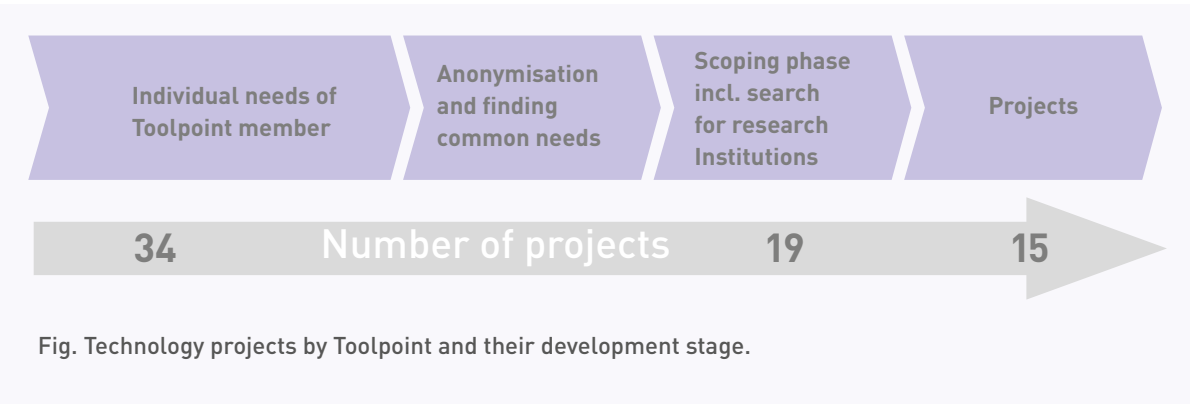 Individual needs of
Toolpoint member
Anonymisation
and finding
common needs
Scoping phase
incl. search
for research
Institutions
Projects
34 Number of projects 19 15
Fig. Technology projects by Toolpoint and their development stage.